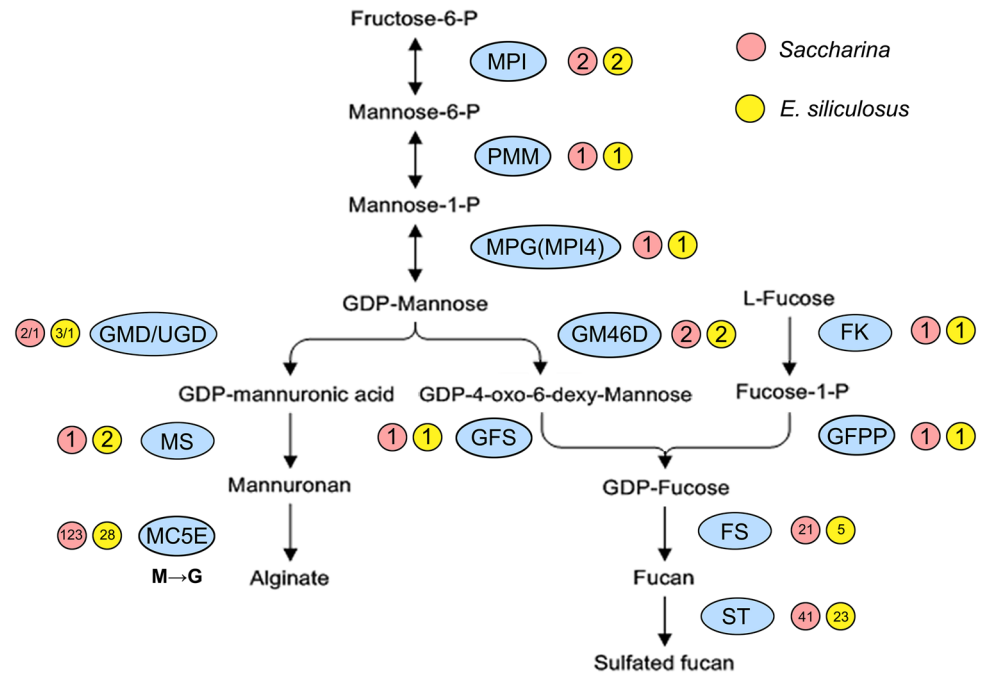 Fructose-6-P
MPI 2 2
Saccharina
E. siliculosus
Mannose-6-P
PMM 1 1
Mannose-1-P
MPG(MPI4) 1 1
GDP-Mannose
L-Fucose
2/1 3/1 GMD/UGD
GM46D 2 2
FK 1 1
GDP-mannuronic acid
GDP-4-oxo-6-dexy-Mannose
Fucose-1-P
1 2 MS
1 1 GFS
GFPP 1 1
Mannuronan
GDP-Fucose
123 28 MC5E
M→G
FS 21 5
Alginate
Fucan
ST 41 23
Sulfated fucan